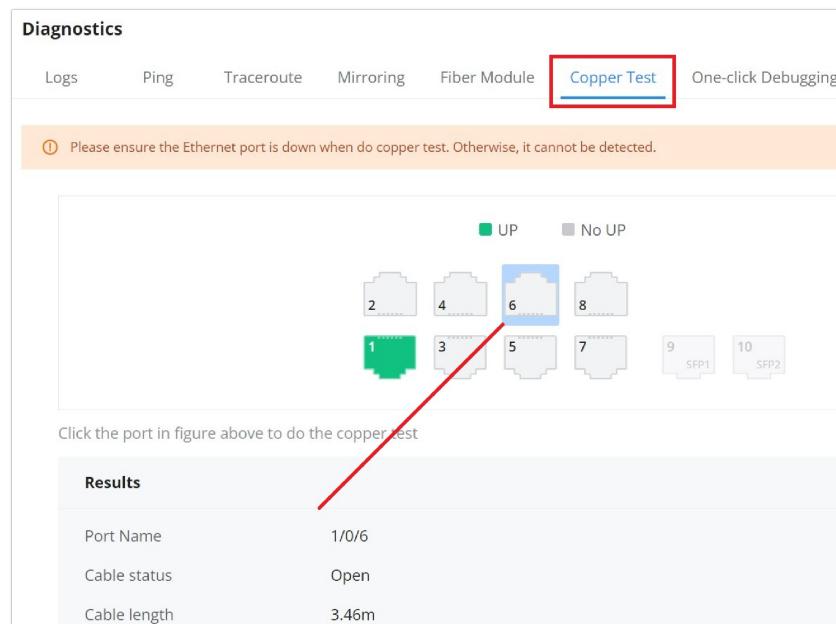 Diagnostics
Logs Ping Traceroute Mirroring Fiber Module Copper Test One-click Debugging
Please ensure the Ethernet port is down when do copper test. Otherwise, it cannot be detected.
UP No UP
2 4 6 8
1 3 5 7 9 10
SFP1 SFP2
Click the port in figure above to do the copper test
Results
Port Name 1/0/6
Cable status Open
Cable length 3.46m